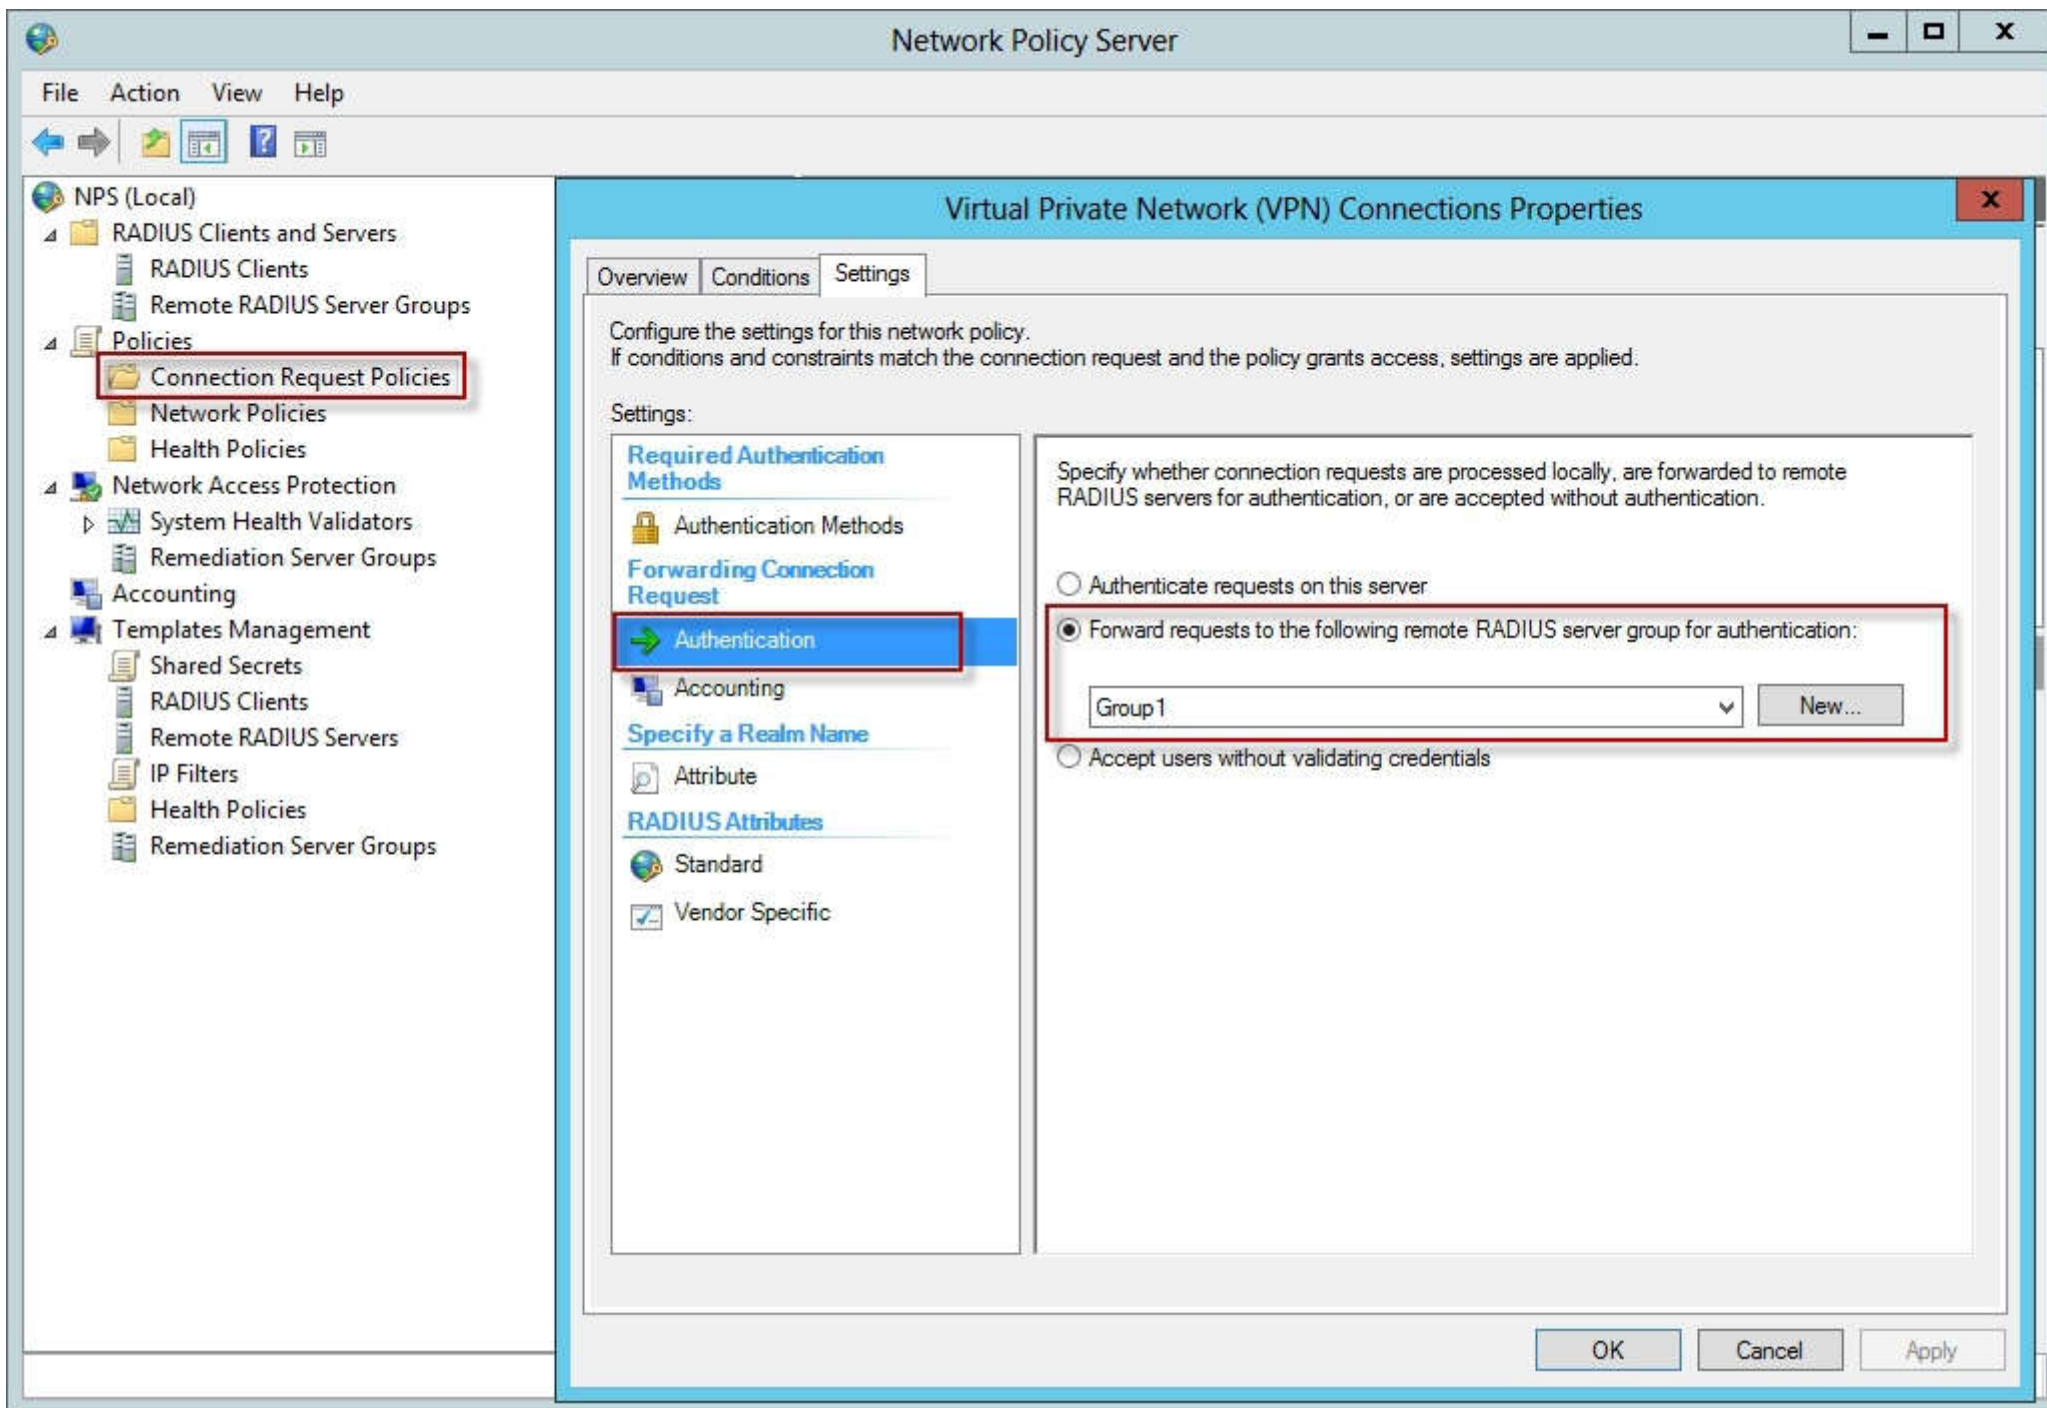 Network Policy Server
File Action View Help
NPS (Local)
RADIUS Clients and Servers
RADIUS Clients
Remote RADIUS Server Groups
Policies
Connection Request Policies
Network Policies
Health Policies
Network Access Protection
System Health Validators
Remediation Server Groups
Accounting
Templates Management
Shared Secrets
RADIUS Clients
Remote RADIUS Servers
IP Filters
Health Policies
Remediation Server Groups
Virtual Private Network (VPN) Connections Properties
Overview Conditions Settings
Configure the settings for this network policy.
If conditions and constraints match the connection request and the policy grants access, settings are applied.
Settings:
Required Authentication
Methods
Authentication Methods
Forwarding Connection
Request
Authentication
Accounting
Specify a Realm Name
Attribute
RADIUS Attributes
Standard
Vendor Specific
Specify whether connection requests are processed locally, are forwarded to remote
RADIUS servers for authentication, or are accepted without authentication.
Authenticate requests on this server
Forward requests to the following remote RADIUS server group for authentication:
Group1
New...
Accept users without validating credentials
OK Cancel Apply